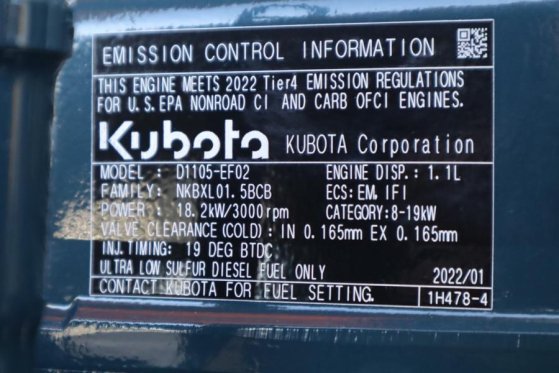 EMISSION CONTROL INFORMATION
THIS ENGINE MEETS 2022 Tier4 EMISSION REGULATIONS
FOR U.S.EPA NONROAD CI AND CARB OFCI ENGINES.
Kubota KUBOTA Corporation
MODEL : D1105-EF02 ENGINE DISP.: 1.1L
FAMILY: NKBXL01.5BCB ECS:EM, IFI
POWER : 18.2kW/3000rpm CATEGORY:8-19kW
VALVE CLEARANCE(COLD): IN 0.165mm EX 0.165mm
INJ.TIMING: 19 DEG BTDC
ULTRA LOW SULFUR DIESEL FUEL ONLY 2022/01
CONTACT KUBOTA FOR FUEL SETTING. 1H478-4